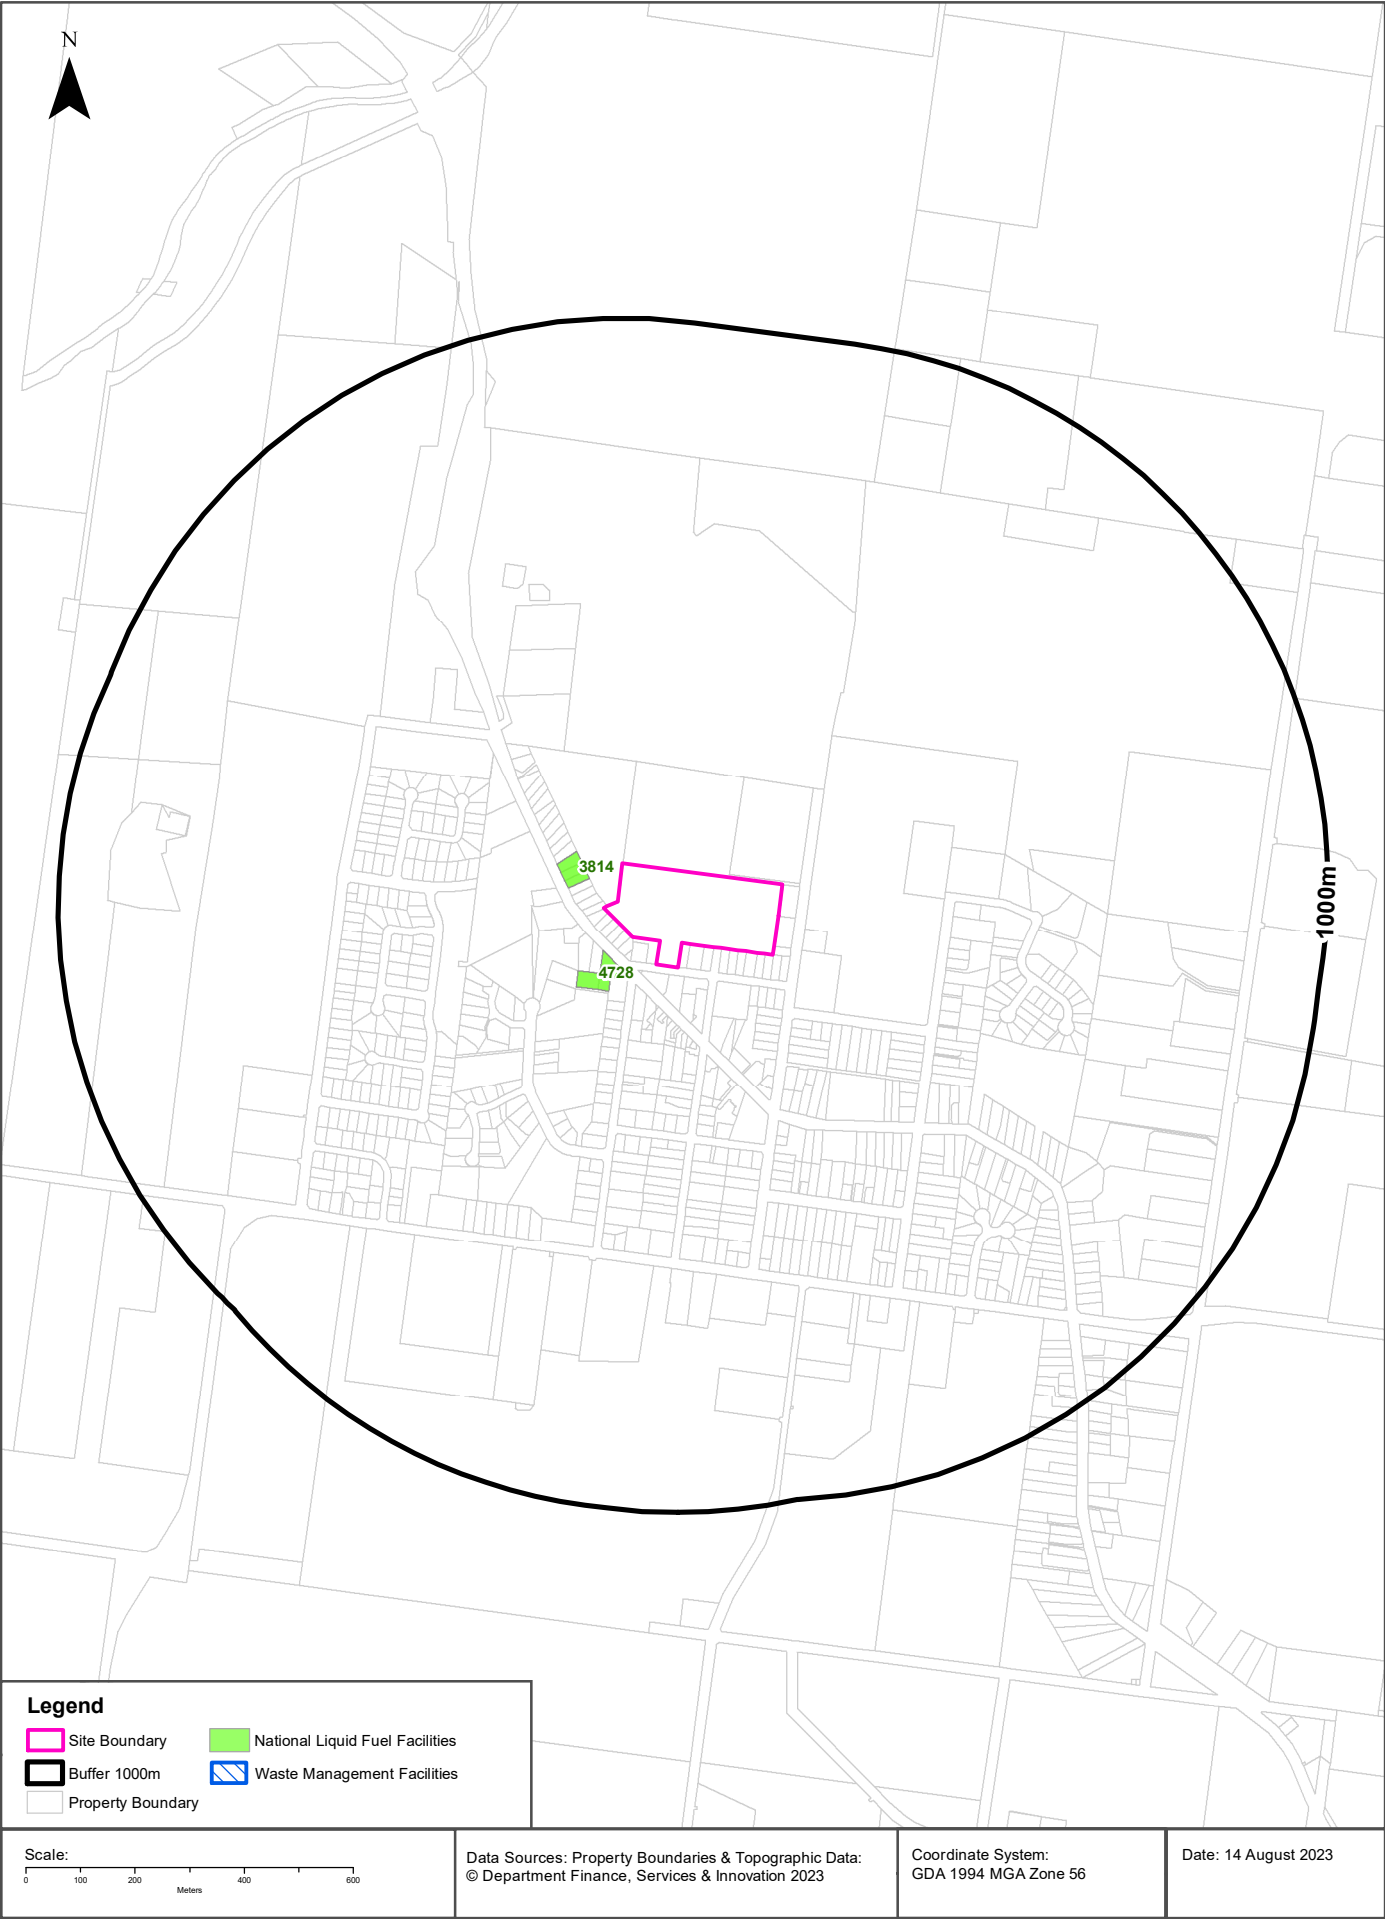 N
3814
1000m
4728
Legend
Site Boundary
National Liquid Fuel Facilities
Buffer 1000m
Waste Management Facilities
Property Boundary
Scale:
0 100 200 400 600
Meters
Data Sources: Property Boundaries & Topographic Data:
© Department Finance, Services & Innovation 2023
Coordinate System:
GDA 1994 MGA Zone 56
Date: 14 August 2023